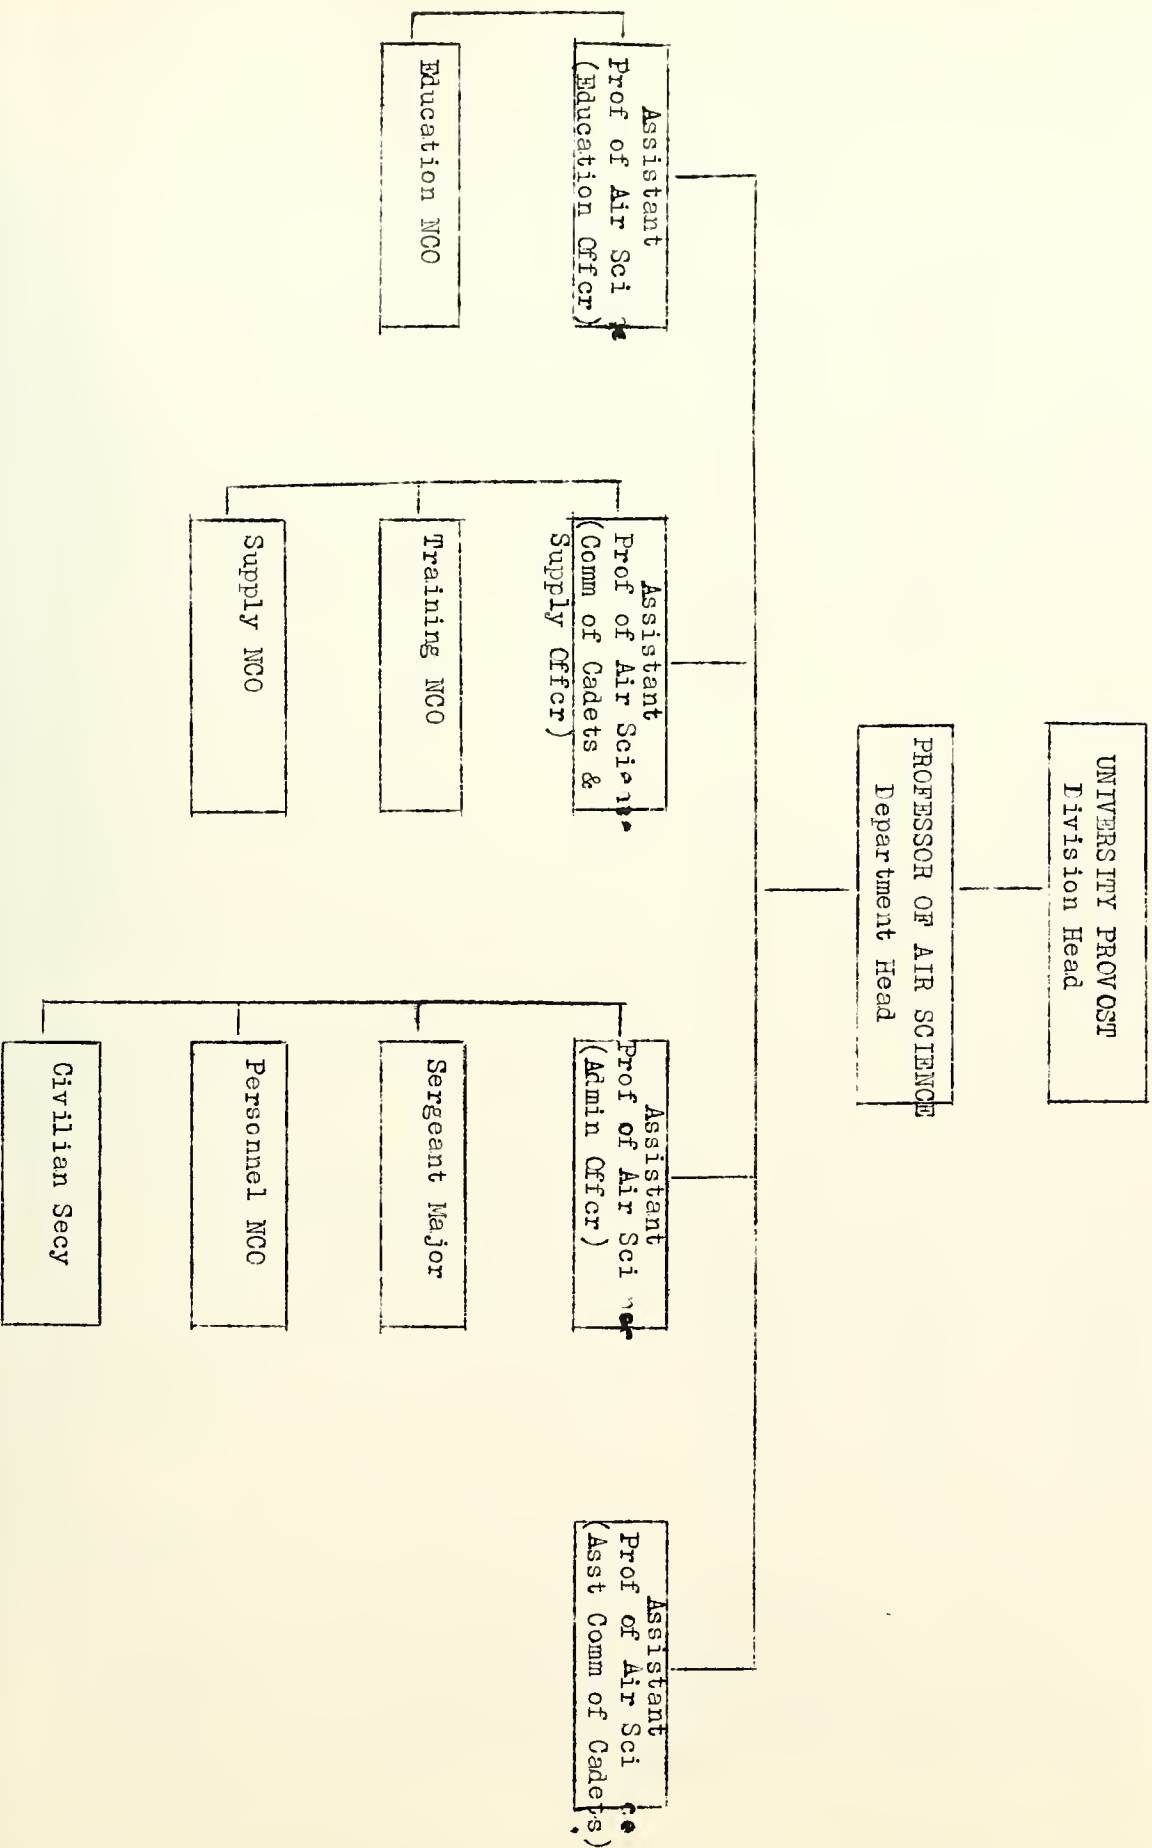 UNIVERSITY PROVOST
Division Head
PROFESSOR OF AIR SCIENCE
Department Head
Assistant
Prof of Air Sci
(Education Offcr)
Education NCO
Assistant
Prof of Air Science
(Comm of Cadets &
Supply Offcr)
Training NCO
Supply NCO
Assistant
Prof of Air Sci
(Admin Offcr)
Sergeant Major
Personnel NCO
Civilian Secy
Assistant
Prof of Air Sci
(Asst Comm of Cadets)